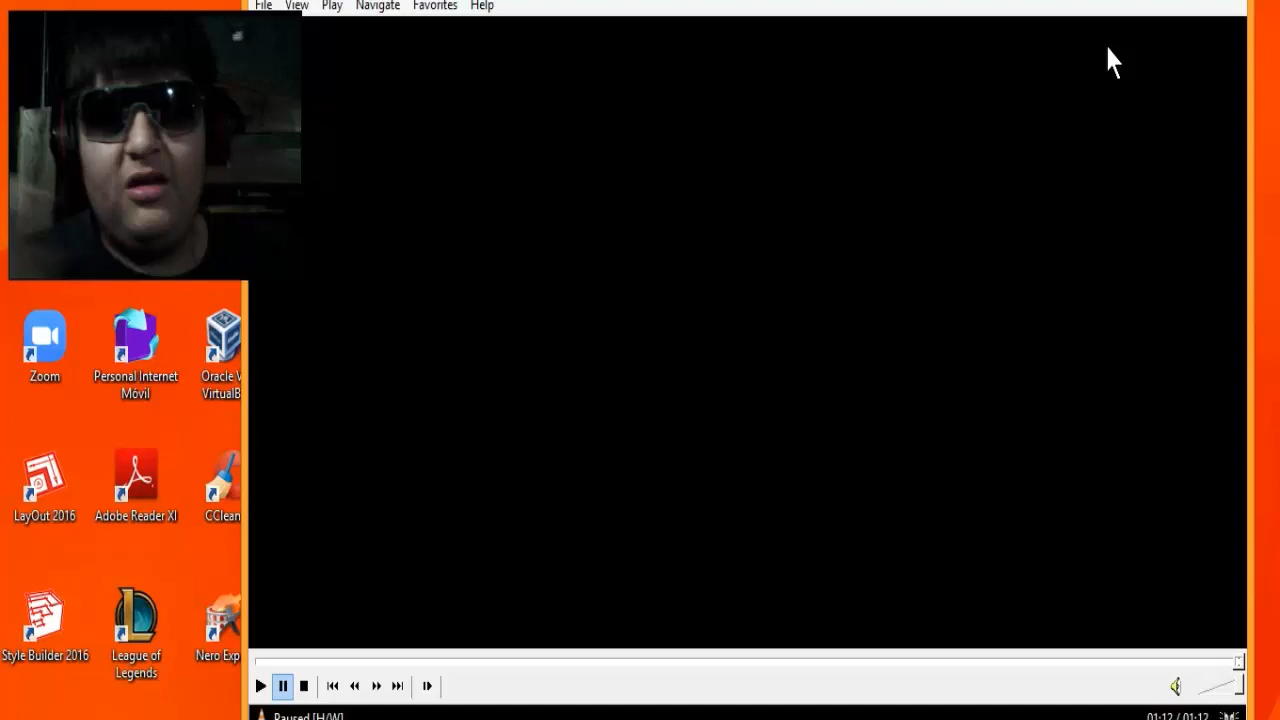 File View Play Navigate Favorites Help
Zoom
Personal Internet
Móvil
Oracle V
VirtualB
LayOut 2016
Adobe Reader XI
CClean
Style Builder 2016
League of
Legends
Nero Exp
Paused [H/W]
01:12 / 01:12